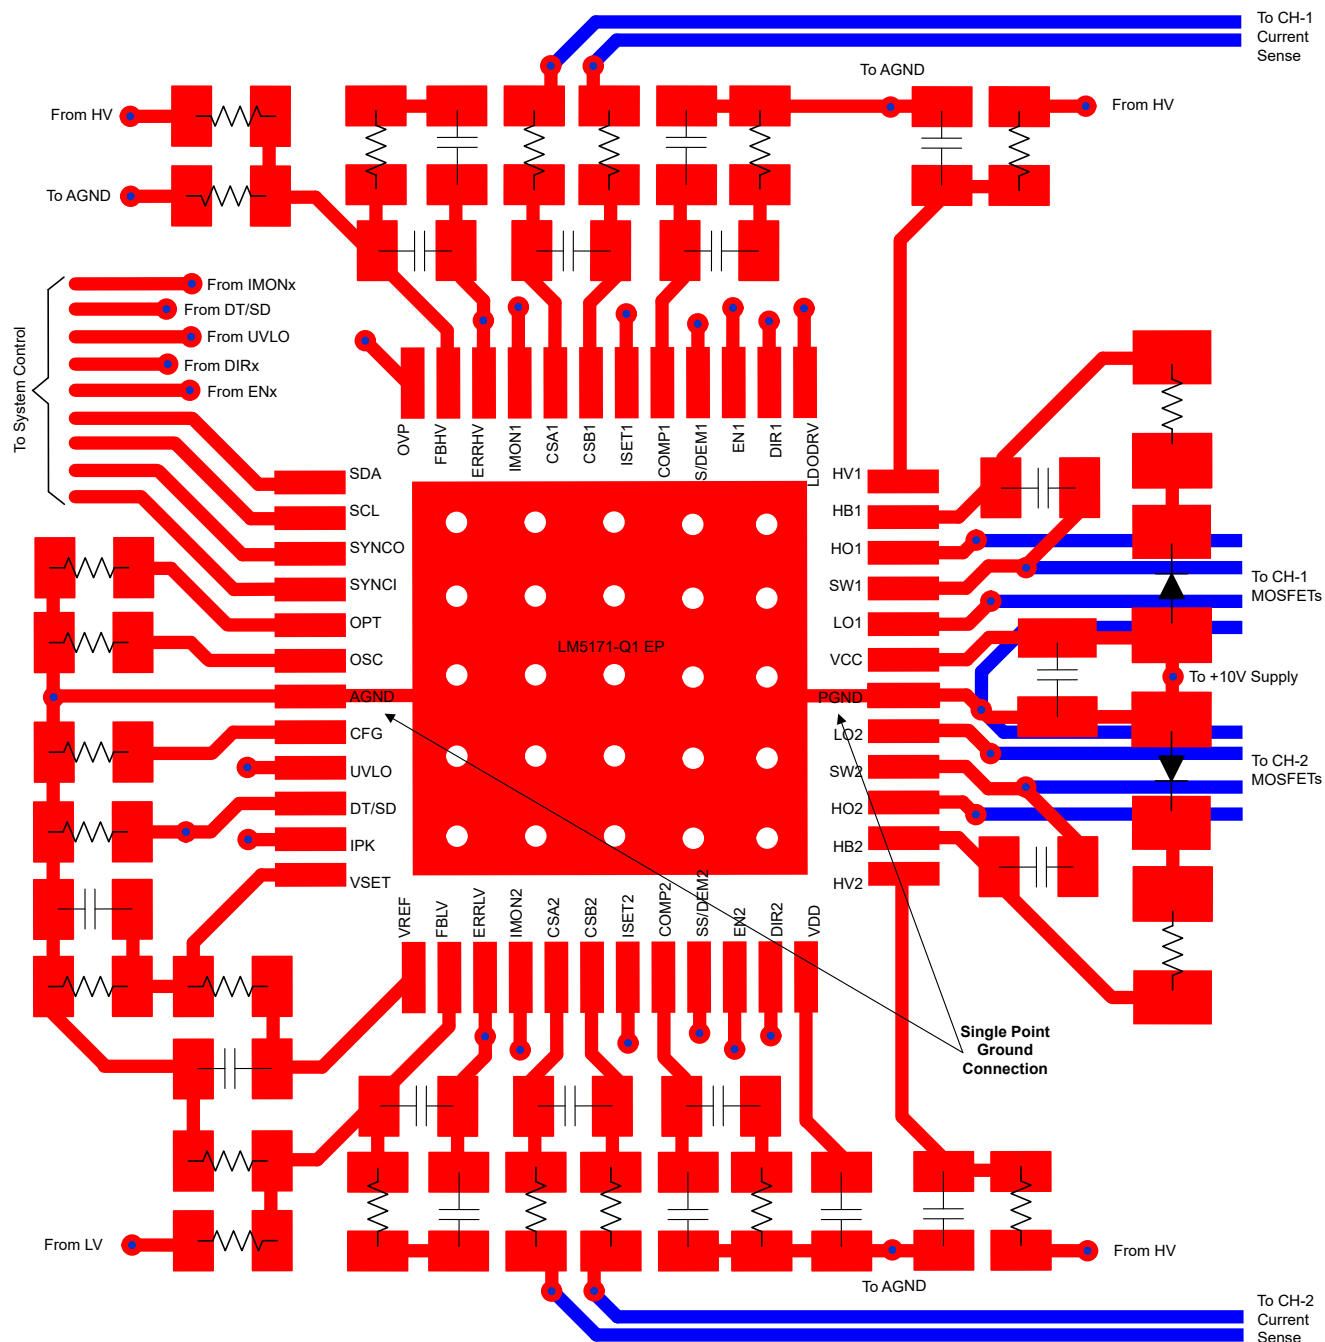 To CH-1
Current
Sense
To AGND
From HV
From HV
To AGND
From IMONx
From DT/SD
From UVLO
From DIRx
From ENx
To System Control
OVP
FBHV
ERRHV
IMON1
CSA1
CSB1
ISET1
COMP1
S/DEM1
EN1
DIR1
LDODRV
SDA
SCL
SYNCO
SYNCI
OPT
OSC
AGND
CFG
UVLO
DT/SD
IPK
VSET
LM5171-Q1 EP
HV1
HB1
HO1
SW1
LO1
VCC
PGND
LO2
SW2
HO2
HB2
HV2
To CH-1
MOSFETs
To +10V Supply
To CH-2
MOSFETs
VREF
FBLV
ERRLV
IMON2
CSA2
CSB2
ISET2
COMP2
SS/DEM2
EN2
DIR2
VDD
Single Point
Ground
Connection
From LV
From HV
To AGND
To CH-2
Current
Sense